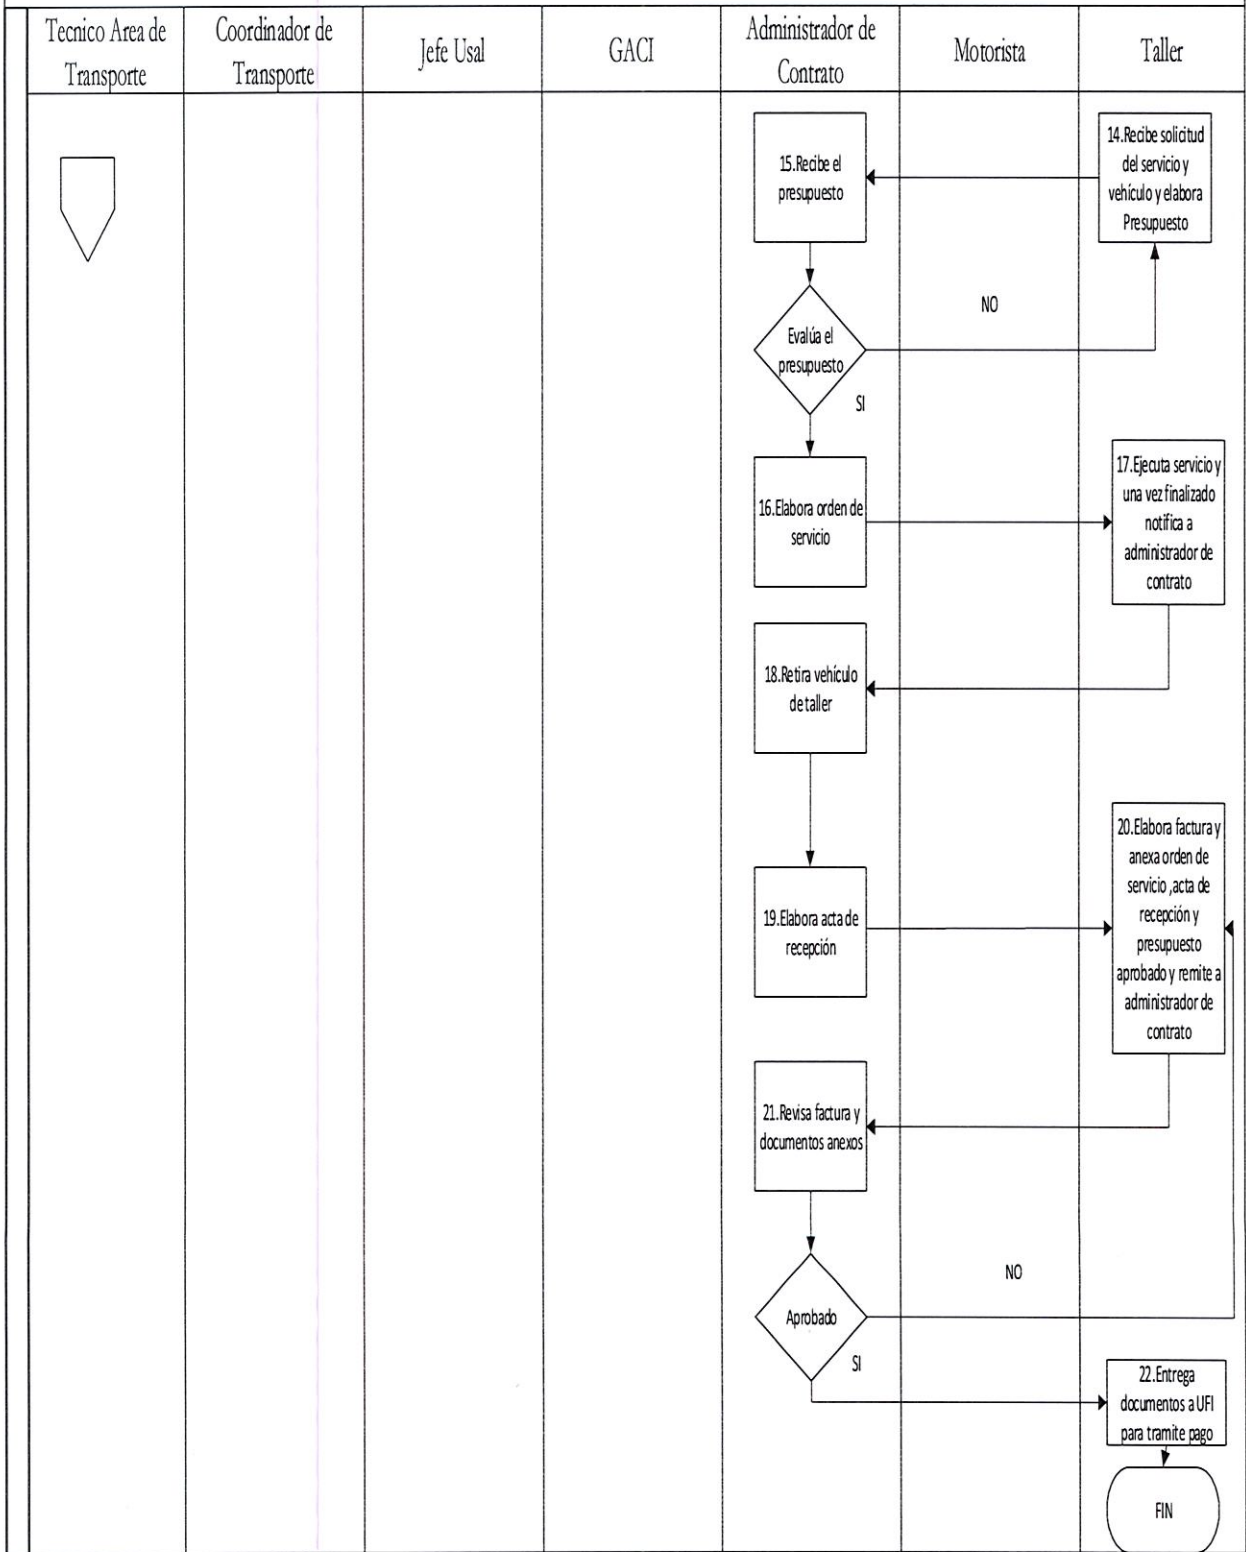 Tecnico Area de
Transporte
Coordinador de
Transporte
Jefe Usal
GACI
Administrador de
Contrato
Motorista
Taller
14.Recibe solicitud
del servicio y
vehículo y elabora
Presupuesto
15.Recibe el
presupuesto
NO
Evalúa el
presupuesto
SI
16.Elabora orden de
servicio
17.Ejecuta servicio y
una vez finalizado
notifica a
administrador de
contrato
18.Retira vehículo
de taller
19.Elabora acta de
recepción
20.Elabora factura y
anexa orden de
servicio ,acta de
recepción y
presupuesto
aprobado y remite a
administrador de
contrato
21.Revisa factura y
documentos anexos
NO
Aprobado
SI
22.Entrega
documentos a UFI
para tramite pago
FIN